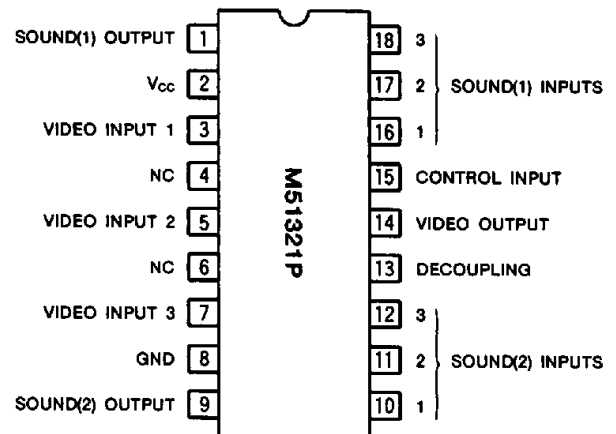 SOUND(1) OUTPUT 1
Vcc 2
VIDEO INPUT 1 3
NC 4
VIDEO INPUT 2 5
NC 6
VIDEO INPUT 3 7
GND 8
SOUND(2) OUTPUT 9
M51321P
18 3
17 2 SOUND(1) INPUTS
16 1
15 CONTROL INPUT
14 VIDEO OUTPUT
13 DECOUPLING
12 3
11 2 SOUND(2) INPUTS
10 1